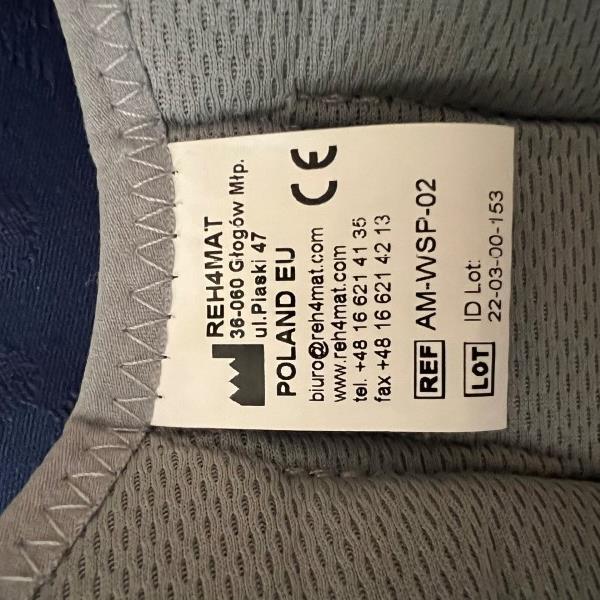 REH4MAT
36-060 Głogów Młp.
ul.Piaski 47
POLAND EU
CE
biuro@reh4mat.com
www.reh4mat.com
tel. +48 16 621 41 35
fax +48 16 621 42 13
REF AM-WSP-02
LOT ID Lot:
22-03-00-153